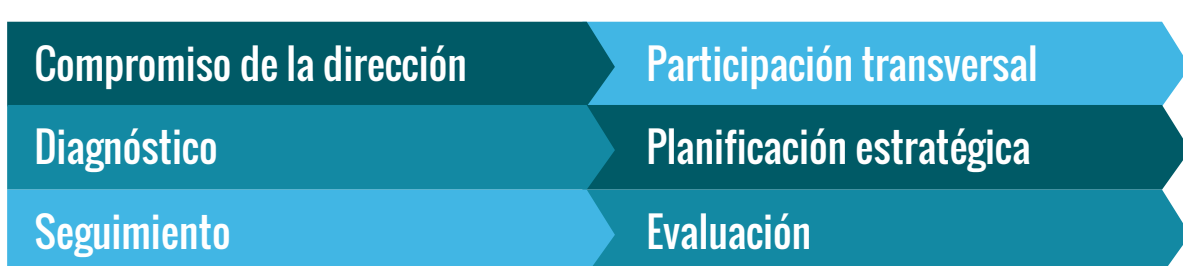 Compromiso de la dirección
Participación transversal
Diagnóstico
Planificación estratégica
Seguimiento
Evaluación